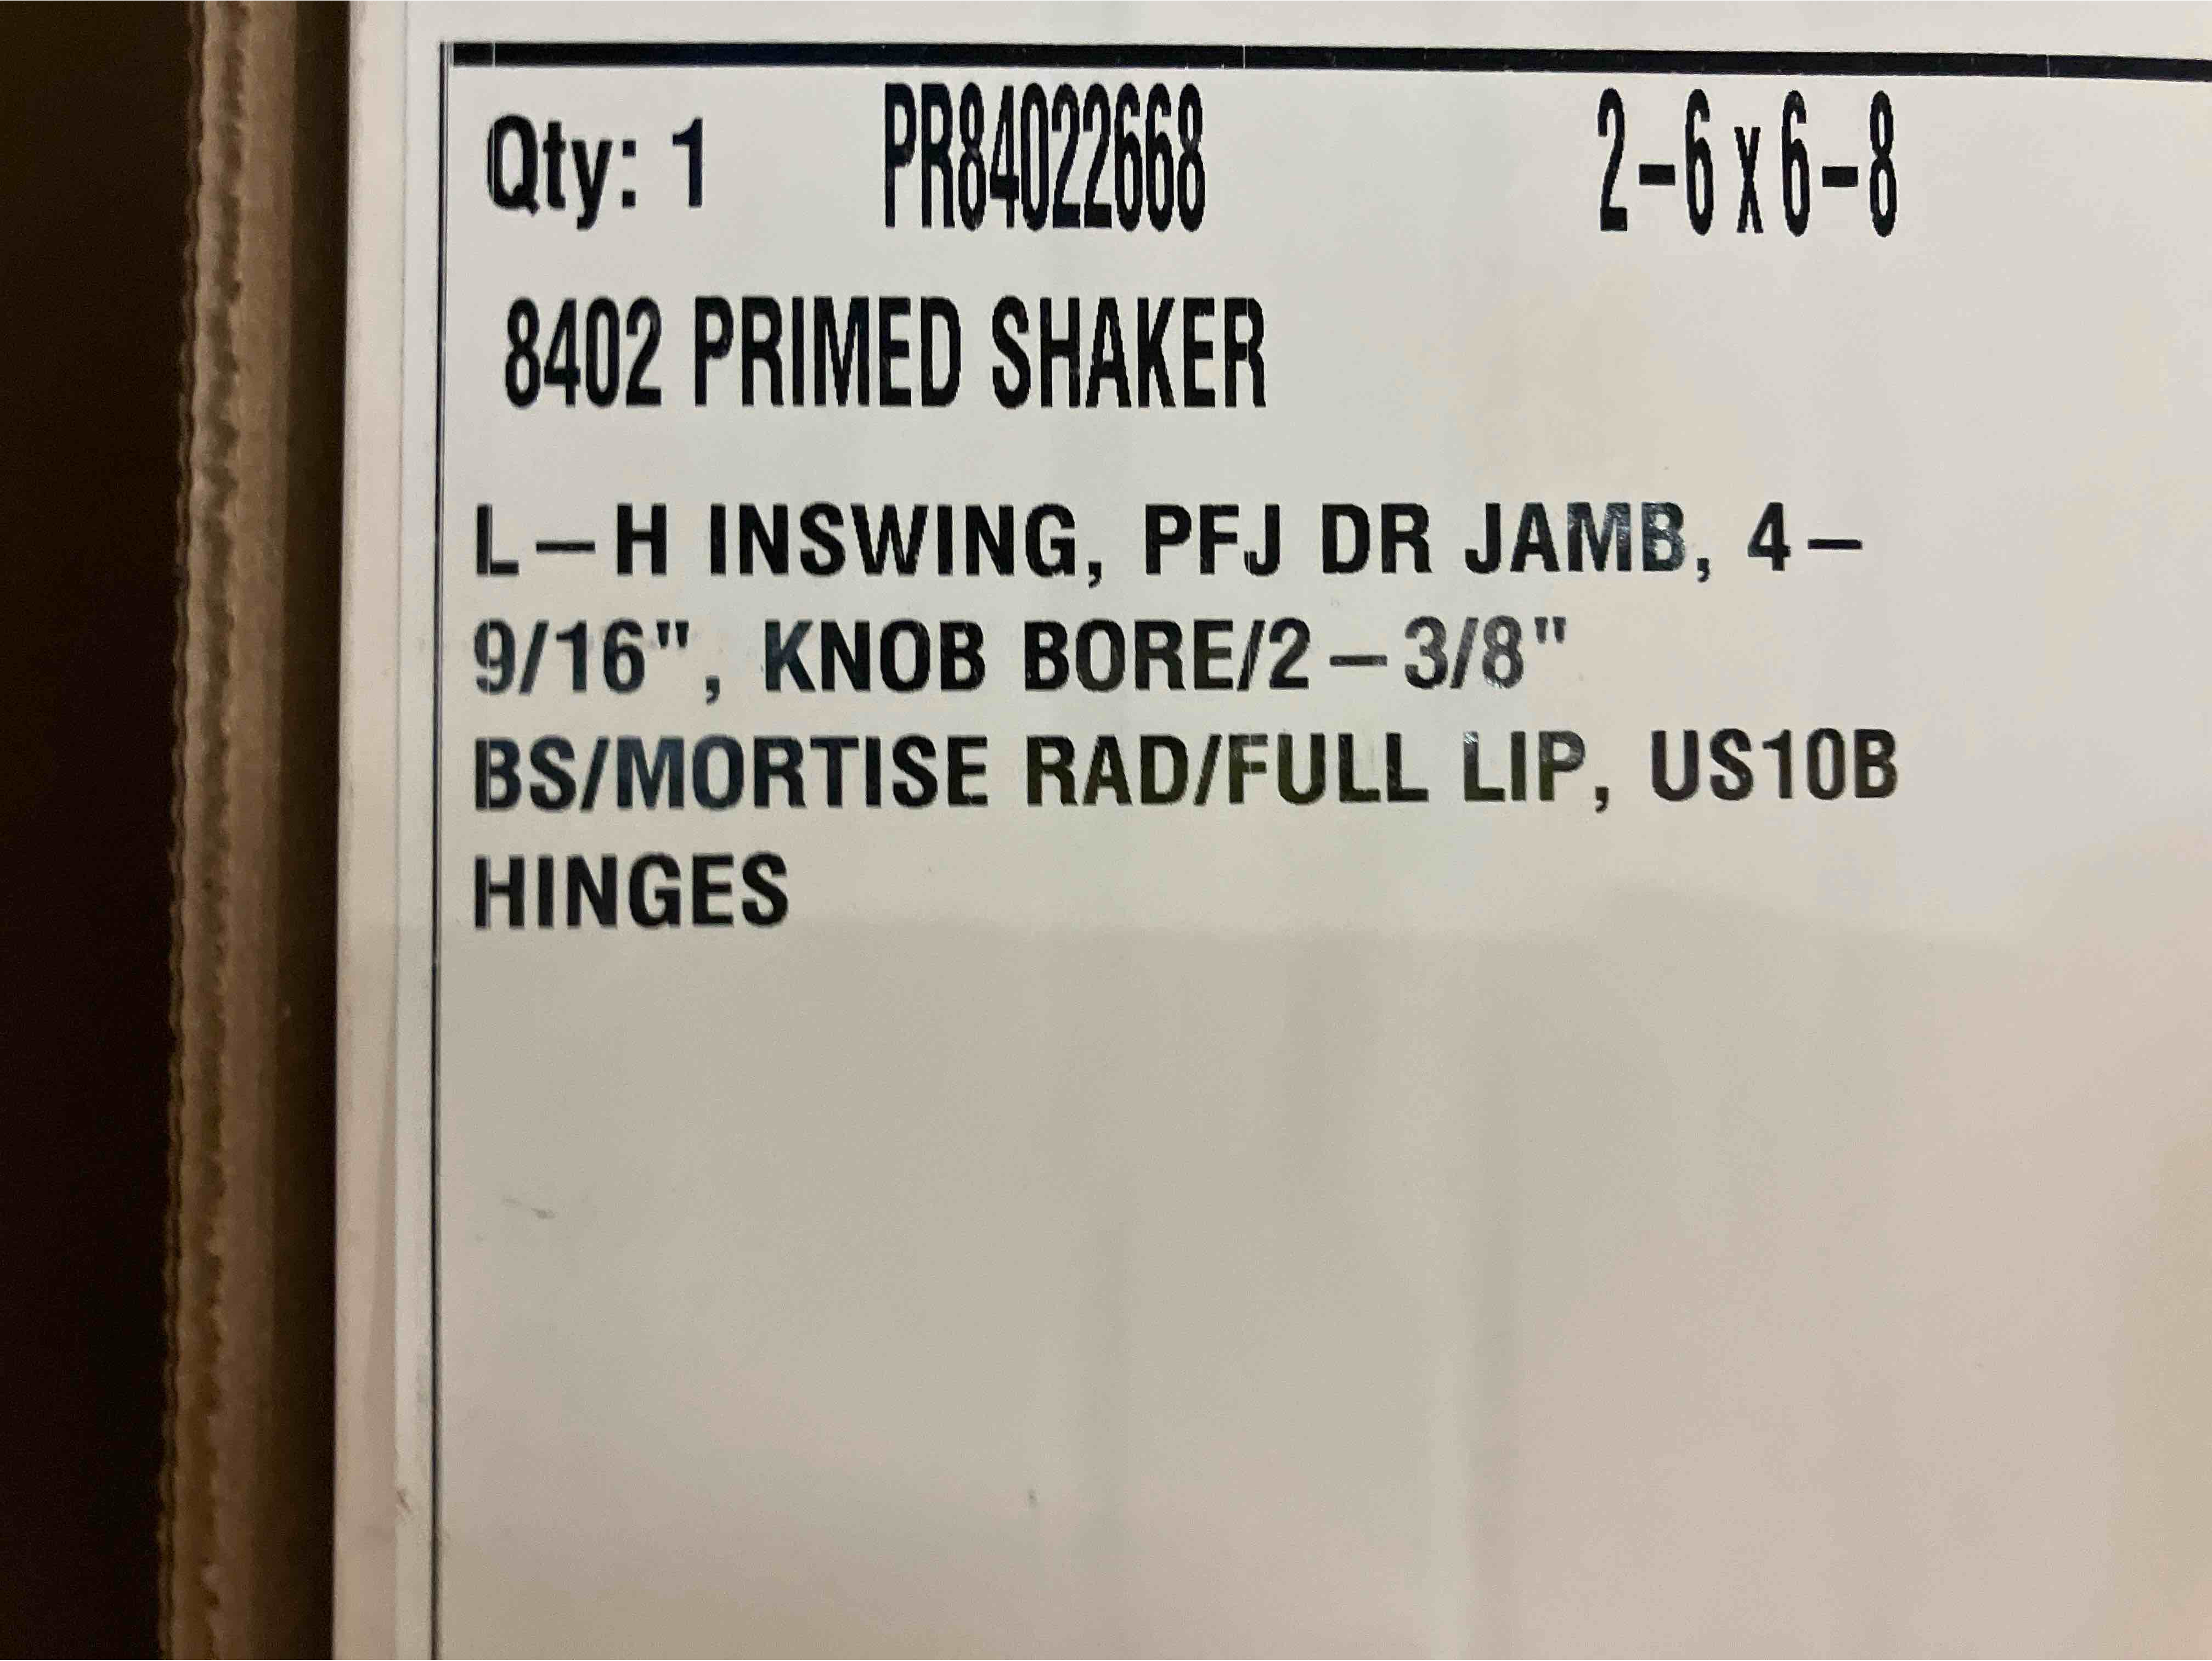 Qty: 1 PR84022668 2-6 x 6-8
8402 PRIMED SHAKER
L-H INSWING, PFJ DR JAMB, 4-
9/16", KNOB BORE/2-3/8"
BS/MORTISE RAD/FULL LIP, US10B
HINGES